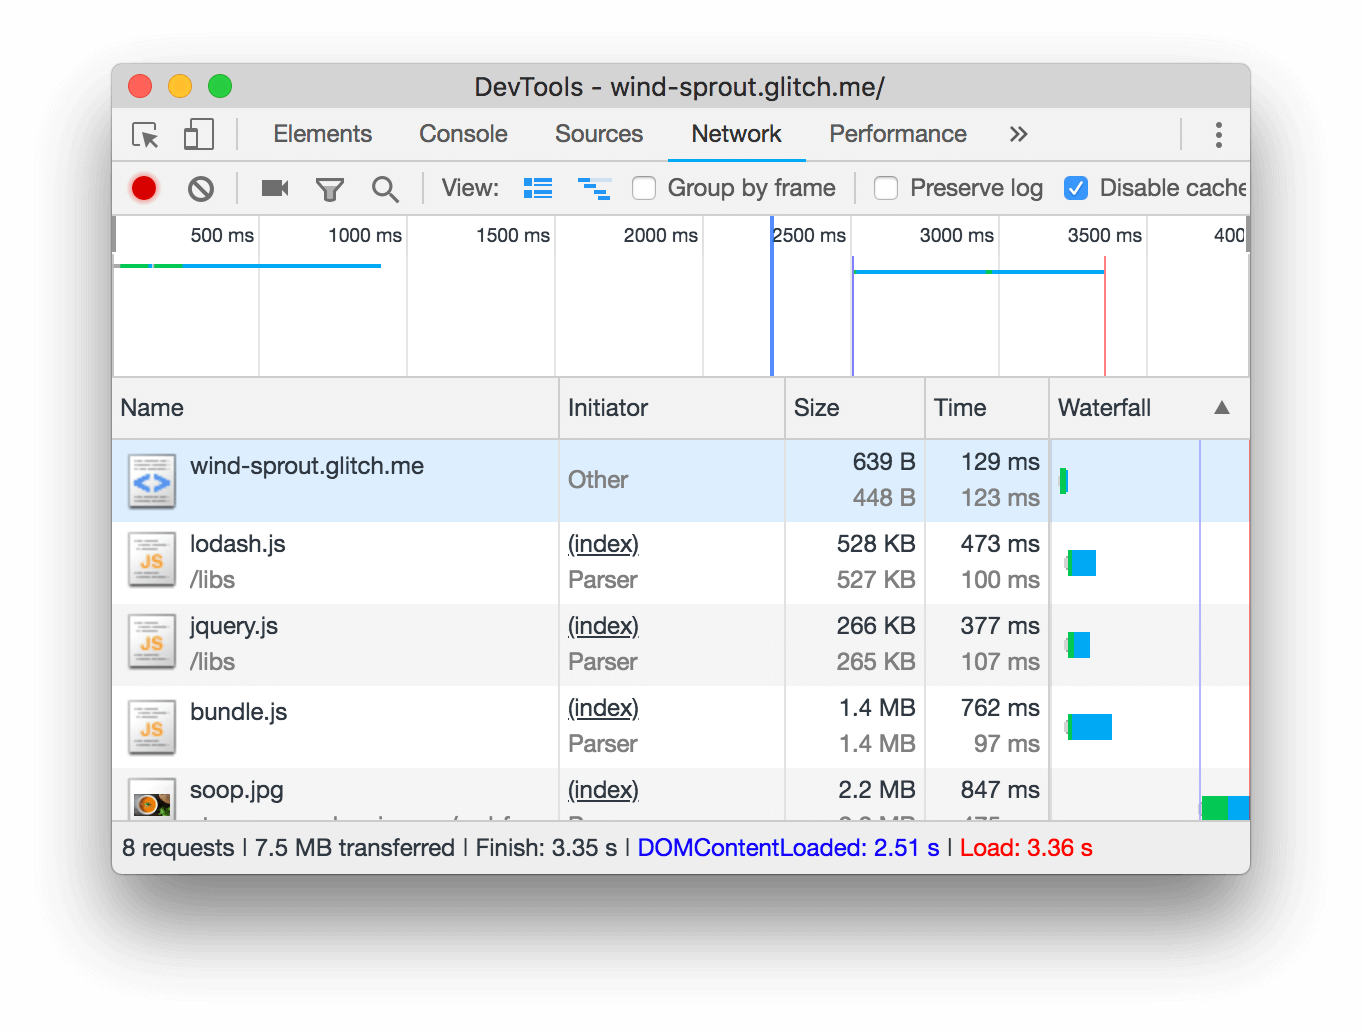 DevTools - wind-sprout.glitch.me/
Elements Console Sources Network Performance »
View: Group by frame Preserve log Disable cache
500 ms 1000 ms 1500 ms 2000 ms 2500 ms 3000 ms 3500 ms 400
Name Initiator Size Time Waterfall ▲
wind-sprout.glitch.me Other 639 B 129 ms
448 B 123 ms
lodash.js (index) 528 KB 473 ms
/libs Parser 527 KB 100 ms
jquery.js (index) 266 KB 377 ms
/libs Parser 265 KB 107 ms
bundle.js (index) 1.4 MB 762 ms
Parser 1.4 MB 97 ms
soop.jpg (index) 2.2 MB 847 ms
8 requests | 7.5 MB transferred | Finish: 3.35 s | DOMContentLoaded: 2.51 s | Load: 3.36 s